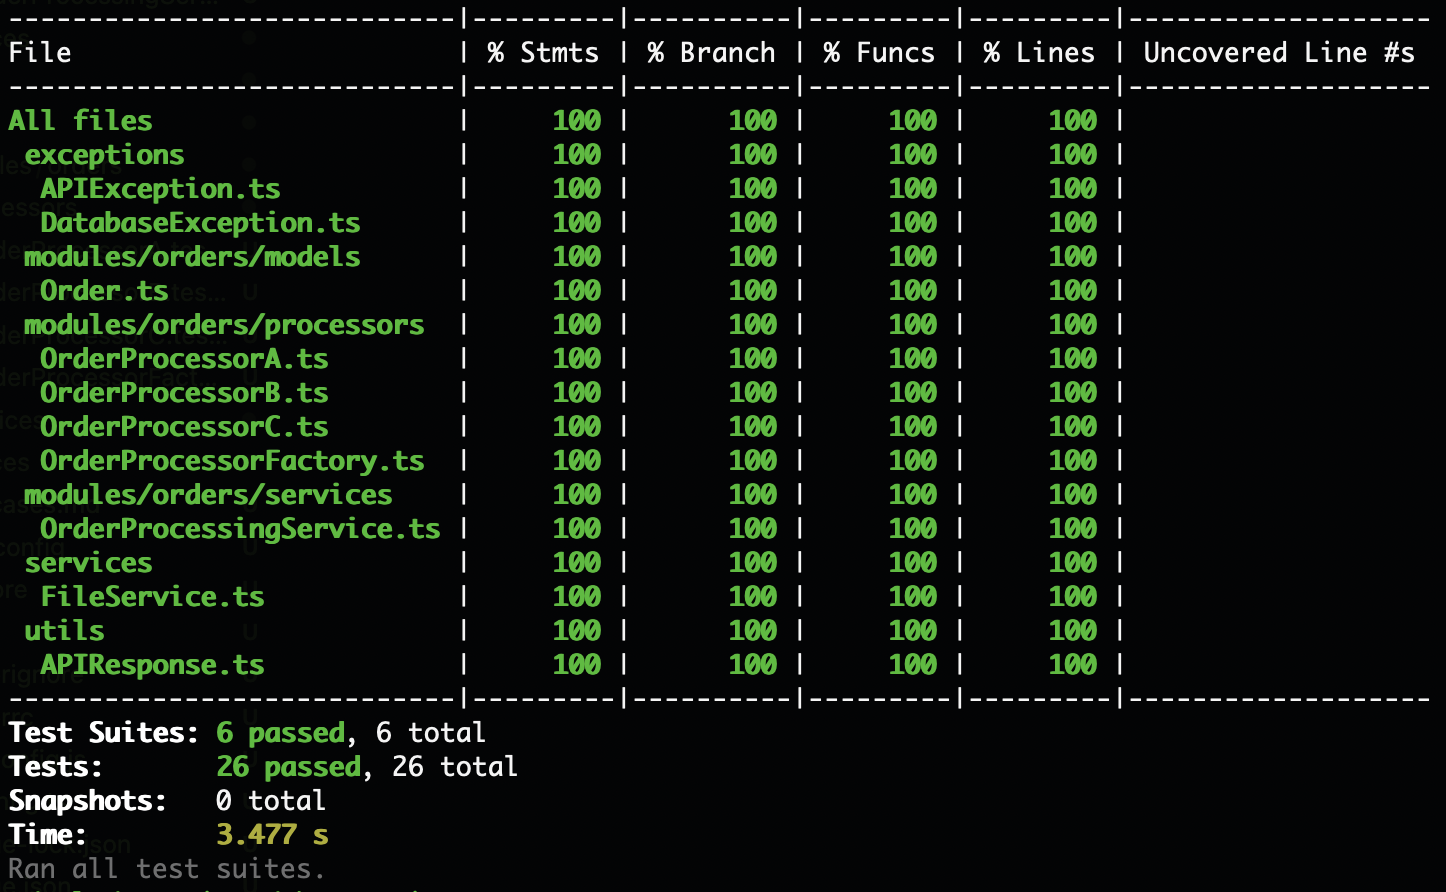 ---------------------------|---------|----------|---------|---------|-------------------
File                       | % Stmts | % Branch | % Funcs | % Lines | Uncovered Line #s
---------------------------|---------|----------|---------|---------|-------------------
All files                  |     100 |      100 |     100 |     100 |
 exceptions                |     100 |      100 |     100 |     100 |
  APIException.ts          |     100 |      100 |     100 |     100 |
  DatabaseException.ts     |     100 |      100 |     100 |     100 |
 modules/orders/models     |     100 |      100 |     100 |     100 |
  Order.ts                 |     100 |      100 |     100 |     100 |
 modules/orders/processors |     100 |      100 |     100 |     100 |
  OrderProcessorA.ts       |     100 |      100 |     100 |     100 |
  OrderProcessorB.ts       |     100 |      100 |     100 |     100 |
  OrderProcessorC.ts       |     100 |      100 |     100 |     100 |
  OrderProcessorFactory.ts |     100 |      100 |     100 |     100 |
 modules/orders/services   |     100 |      100 |     100 |     100 |
  OrderProcessingService.ts |     100 |      100 |     100 |     100 |
 services                  |     100 |      100 |     100 |     100 |
  FileService.ts           |     100 |      100 |     100 |     100 |
 utils                     |     100 |      100 |     100 |     100 |
  APIResponse.ts           |     100 |      100 |     100 |     100 |
---------------------------|---------|----------|---------|---------|-------------------
Test Suites: 6 passed, 6 total
Tests:       26 passed, 26 total
Snapshots:   0 total
Time:        3.477 s
Ran all test suites.